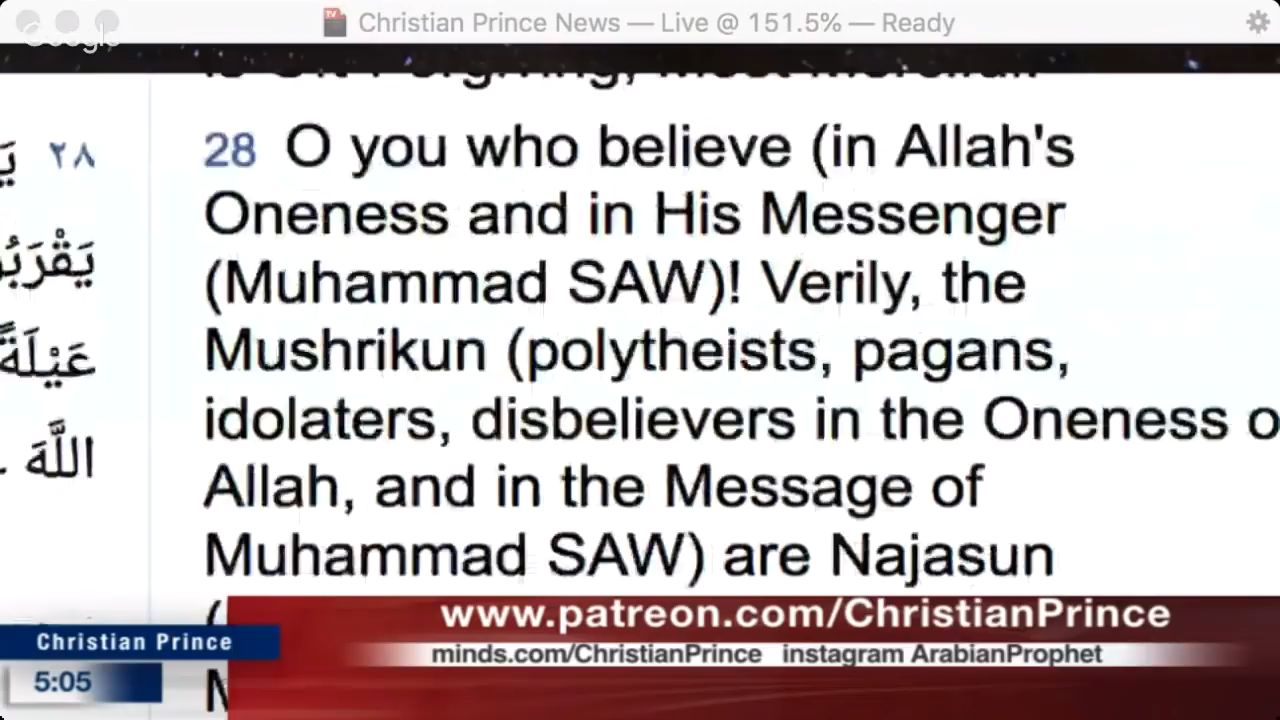 Christian Prince News — Live @ 151.5% — Ready
Google
28 O you who believe (in Allah's
Oneness and in His Messenger
(Muhammad SAW)! Verily, the
Mushrikun (polytheists, pagans,
idolaters, disbelievers in the Oneness o
Allah, and in the Message of
Muhammad SAW) are Najasun
(
٢٨
عَيْلَةً
اللَّهَ
www.patreon.com/ChristianPrince
minds.com/ChristianPrince instagram ArabianProphet
Christian Prince
5:05